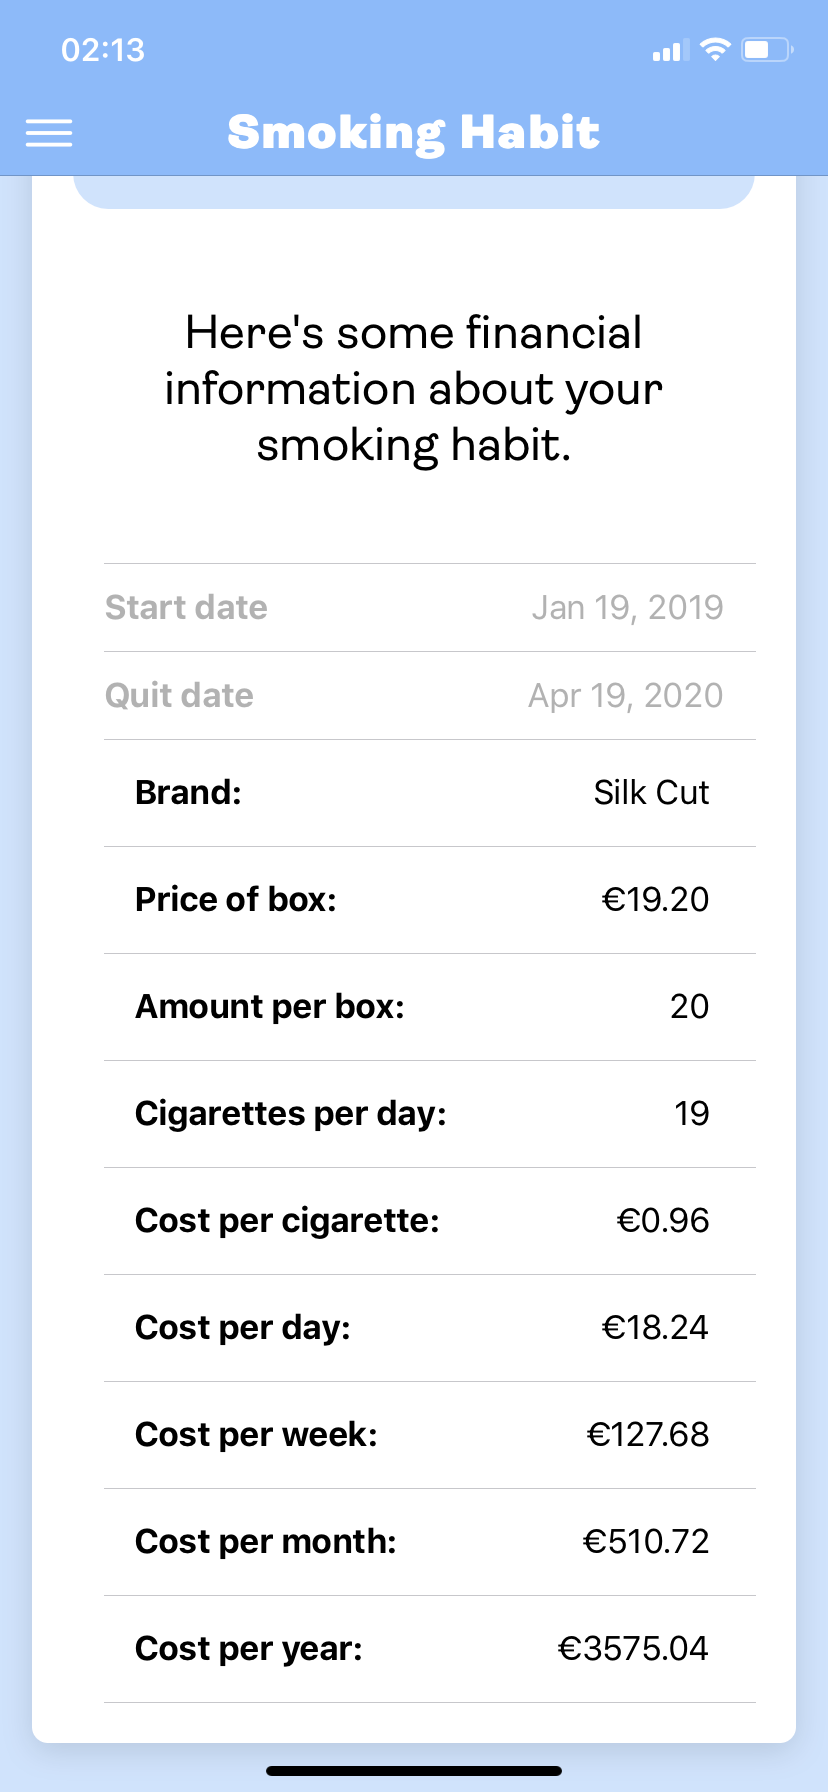 02:13
Smoking Habit
Here's some financial
information about your
smoking habit.
Start date Jan 19, 2019
Quit date Apr 19, 2020
Brand: Silk Cut
Price of box: €19.20
Amount per box: 20
Cigarettes per day: 19
Cost per cigarette: €0.96
Cost per day: €18.24
Cost per week: €127.68
Cost per month: €510.72
Cost per year: €3575.04